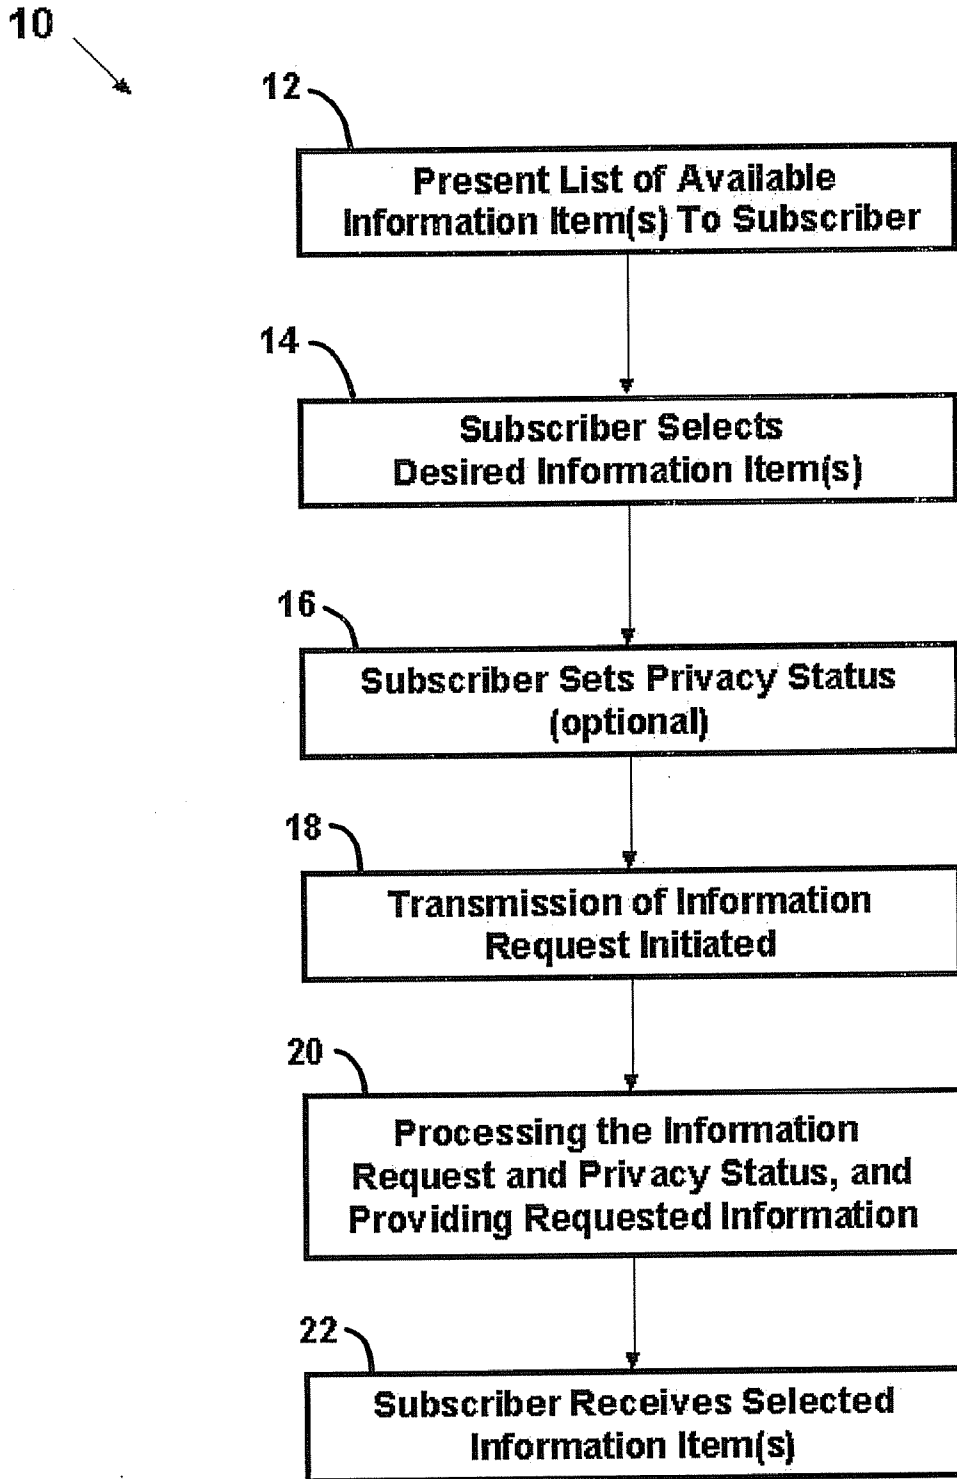 10
12
Present List of Available
Information Item(s) To Subscriber
14
Subscriber Selects
Desired Information Item(s)
16
Subscriber Sets Privacy Status
(optional)
18
Transmission of Information
Request Initiated
20
Processing the Information
Request and Privacy Status, and
Providing Requested Information
22
Subscriber Receives Selected
Information Item(s)